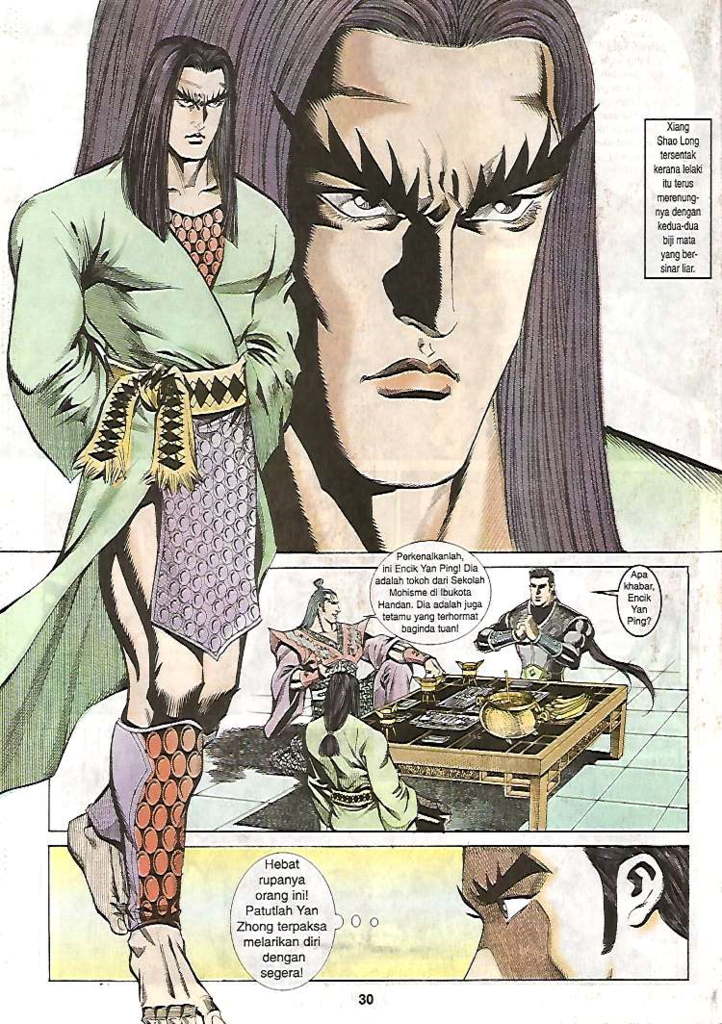 Xiang
Shao Long
tersentak
kerana lelaki
itu terus
merenung-
nya dengan
kedua-dua
biji mata
yang ber-
sinar liar.
Perkenalkanlah,
ini Encik Yan Ping! Dia
adalah tokoh dari Sekolah
Mohisme di Ibukota
Handan. Dia adalah juga
tetamu yang terhormat
baginda tuan!
Apa
khabar,
Encik
Yan
Ping?
Hebat
rupanya
orang ini!
Patutlah Yan
Zhong terpaksa
melarikan diri
dengan
segera!
30